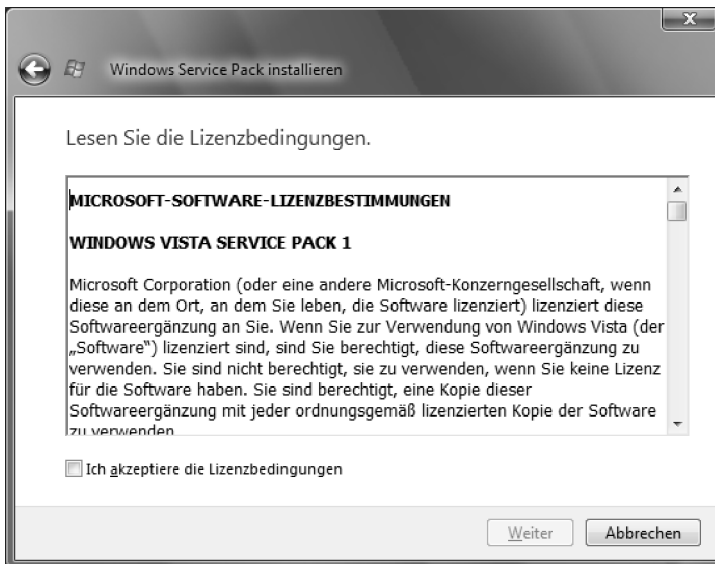 Windows Service Pack installieren
Lesen Sie die Lizenzbedingungen.
MICROSOFT-SOFTWARE-LIZENZBESTIMMUNGEN
WINDOWS VISTA SERVICE PACK 1
Microsoft Corporation (oder eine andere Microsoft-Konzerngesellschaft, wenn
diese an dem Ort, an dem Sie leben, die Software lizenziert) lizenziert diese
Softwareergänzung an Sie. Wenn Sie zur Verwendung von Windows Vista (der
„Software“) lizenziert sind, sind Sie berechtigt, diese Softwareergänzung zu
verwenden. Sie sind nicht berechtigt, sie zu verwenden, wenn Sie keine Lizenz
für die Software haben. Sie sind berechtigt, eine Kopie dieser
Softwareergänzung mit jeder ordnungsgemäß lizenzierten Kopie der Software
zu verwenden
Ich akzeptiere die Lizenzbedingungen
Weiter
Abbrechen